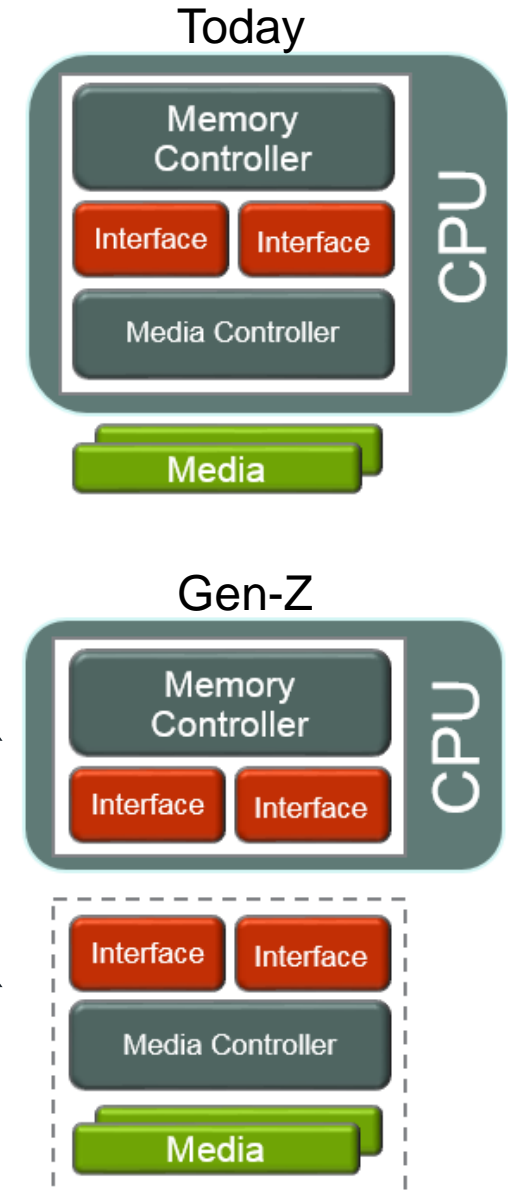 Today
Memory
Controller
CPU
Interface
Interface
Media Controller
Media
Gen-Z
Memory
Controller
CPU
Interface
Interface
Interface
Interface
Media Controller
Media